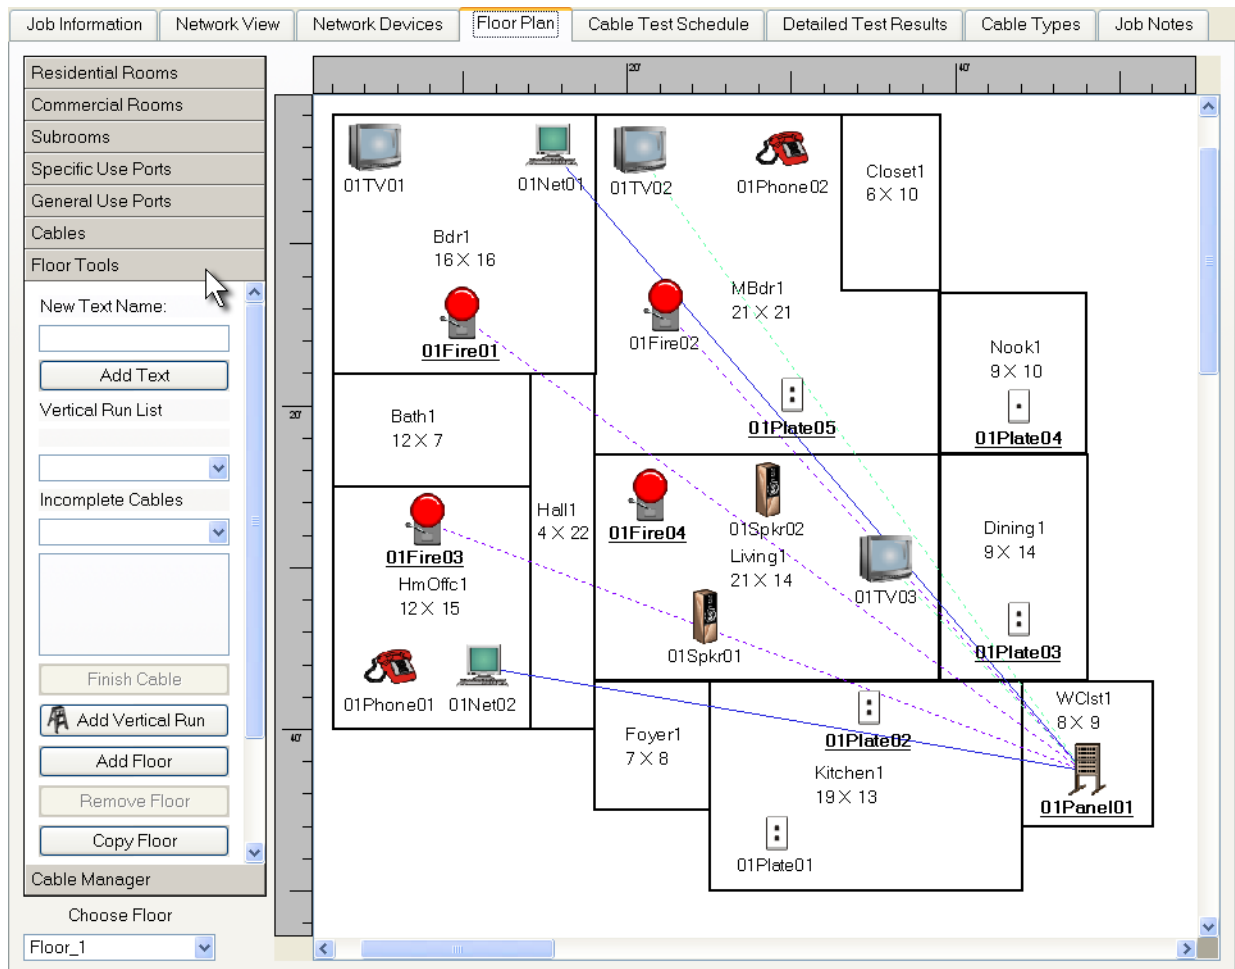 Job Information
Network View
Network Devices
Floor Plan
Cable Test Schedule
Detailed Test Results
Cable Types
Job Notes
Residential Rooms
Commercial Rooms
Subrooms
Specific Use Ports
General Use Ports
Cables
Floor Tools
New Text Name:
Add Text
Vertical Run List
Incomplete Cables
Finish Cable
Add Vertical Run
Add Floor
Remove Floor
Copy Floor
Cable Manager
Choose Floor
Floor_1
20'
40'
20'
40'
01TV01
01Net01
01TV02
01Phone02
Closet1
6 X 10
Bdr1
16 X 16
MBdr1
21 X 21
01Fire01
01Fire02
Nook1
9 X 10
01Plate04
Bath1
12 X 7
01Plate05
Hall1
4 X 22
01Fire03
HmOffc1
12 X 15
01Fire04
01Spkr02
Living1
21 X 14
01TV03
Dining1
9 X 14
01Spkr01
01Plate03
01Phone01
01Net02
Foyer1
7 X 8
01Plate02
Kitchen1
19 X 13
01Plate01
WClst1
8 X 9
01Panel01